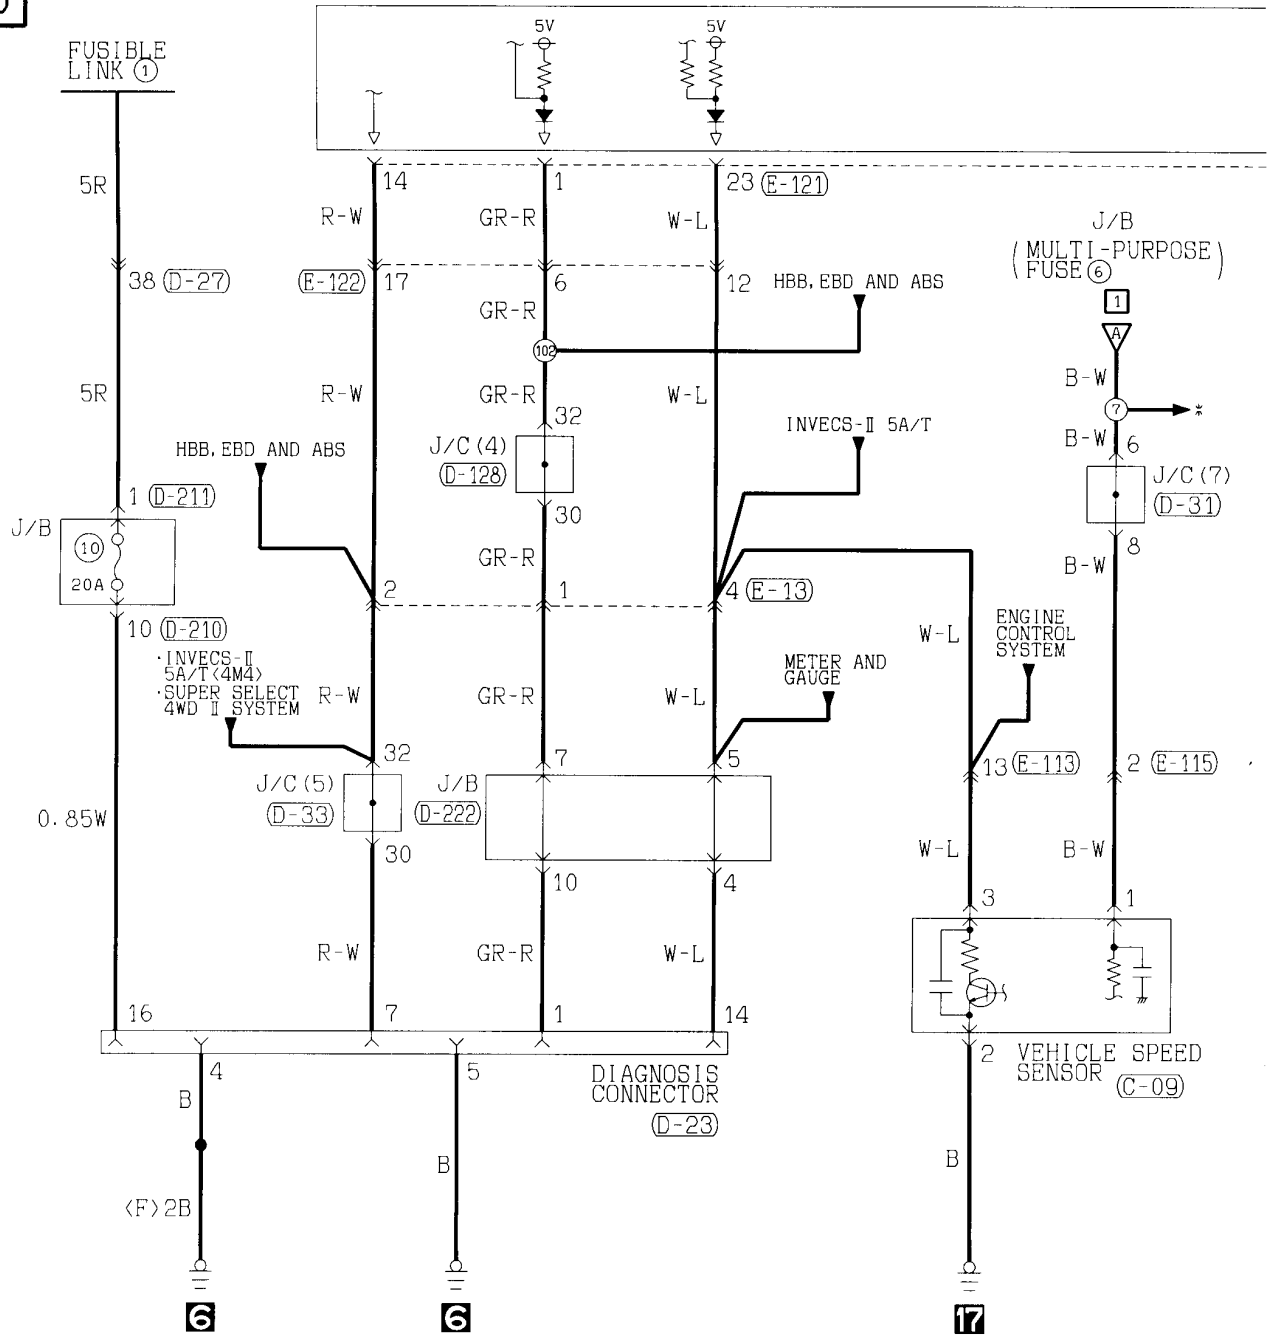 5V
5V
FUSIBLE
LINK ①
5R
14
1
23 (E-121)
R-W
GR-R
W-L
J/B
(MULTI-PURPOSE)
FUSE ⑥
38 (D-27)
(E-122) 17
6
12
HBB, EBD AND ABS
1
GR-R
A
102
B-W
5R
R-W
GR-R
W-L
7
*
32
INVECS-Ⅱ 5A/T
B-W
6
HBB, EBD AND ABS
J/C (4)
(D-128)
J/C (7)
(D-31)
1 (D-211)
30
J/B
10
8
GR-R
B-W
20A
2
1
4 (E-13)
10 (D-210)
W-L
ENGINE
CONTROL
SYSTEM
·INVECS-Ⅱ
5A/T<4M4>
·SUPER SELECT
4WD Ⅱ SYSTEM
R-W
GR-R
W-L
METER AND
GAUGE
32
7
5
13 (E-113)
2 (E-115)
J/C (5)
(D-33)
J/B
(D-222)
0.85W
30
W-L
B-W
10
4
3
1
R-W
GR-R
W-L
16
7
1
14
4
5
DIAGNOSIS
CONNECTOR
(D-23)
2
VEHICLE SPEED
SENSOR (C-09)
B
B
B
<F>2B
6
6
17